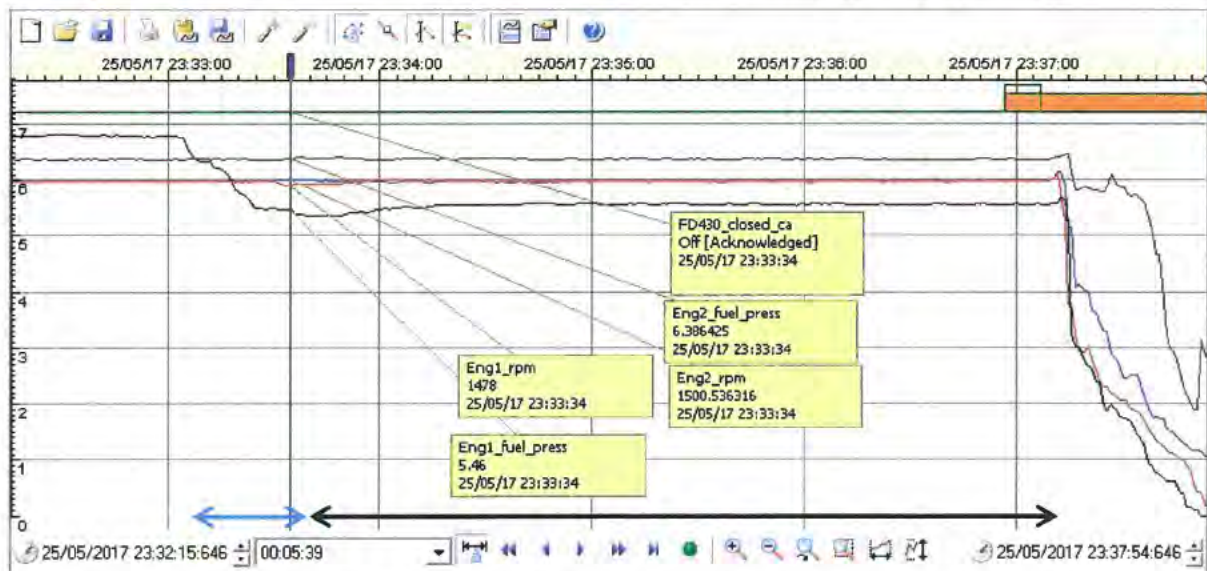 25/05/17 23:33:00 25/05/17 23:34:00 25/05/17 23:35:00 25/05/17 23:36:00 25/05/17 23:37:00
7
6
5
4
3
2
1
0
FD430_closed_ca
Off [Acknowledged]
25/05/17 23:33:34
Eng2_fuel_press
6.386425
25/05/17 23:33:34
Eng1_rpm
1478
25/05/17 23:33:34
Eng2_rpm
1500.536316
25/05/17 23:33:34
Eng1_fuel_press
5.46
25/05/17 23:33:34
25/05/2017 23:32:15:646 00:05:39 25/05/2017 23:37:54:646